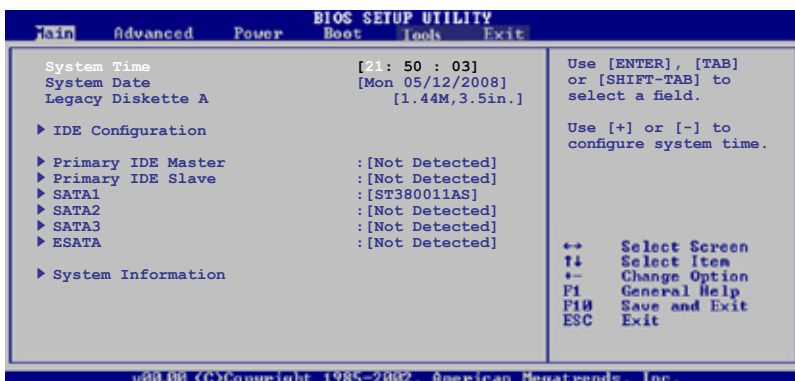 BIOS SETUP UTILITY
Main Advanced Power Boot Tools Exit
System Time [21: 50 : 03]
System Date [Mon 05/12/2008]
Legacy Diskette A [1.44M,3.5in.]
IDE Configuration
Primary IDE Master :[Not Detected]
Primary IDE Slave :[Not Detected]
SATA1 :[ST380011AS]
SATA2 :[Not Detected]
SATA3 :[Not Detected]
ESATA :[Not Detected]
System Information
Use [ENTER], [TAB]
or [SHIFT-TAB] to
select a field.
Use [+] or [-] to
configure system time.
↔ Select Screen
↑↓ Select Item
+- Change Option
F1 General Help
F10 Save and Exit
ESC Exit
v00.00 (C)Copyright 1985-2002, American Megatrends, Inc.